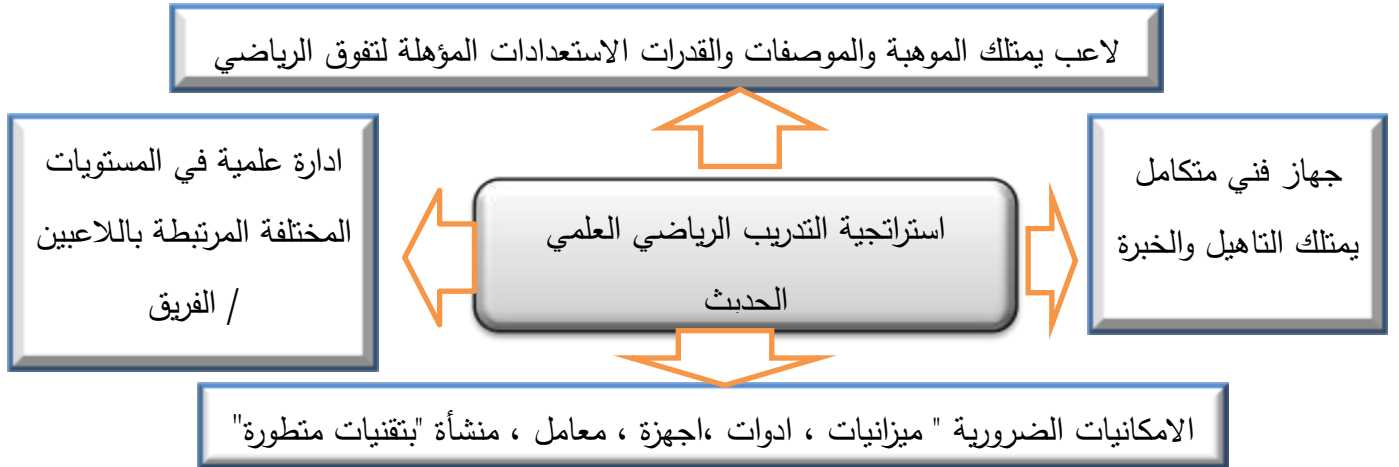 لاعب يمتلك الموهبة والموصفات والقدرات الاستعدادات المؤهلة لتفوق الرياضي
جهاز فني متكامل
يمتلك التاهيل والخبرة
استراتجية التدريب الرياضي العلمي
الحديث
ادارة علمية في المستويات
المختلفة المرتبطة باللاعبين
/ الفريق
الامكانيات الضرورية " ميزانيات ، ادوات ،اجهزة ، معامل ، منشأة "بتقنيات متطورة"